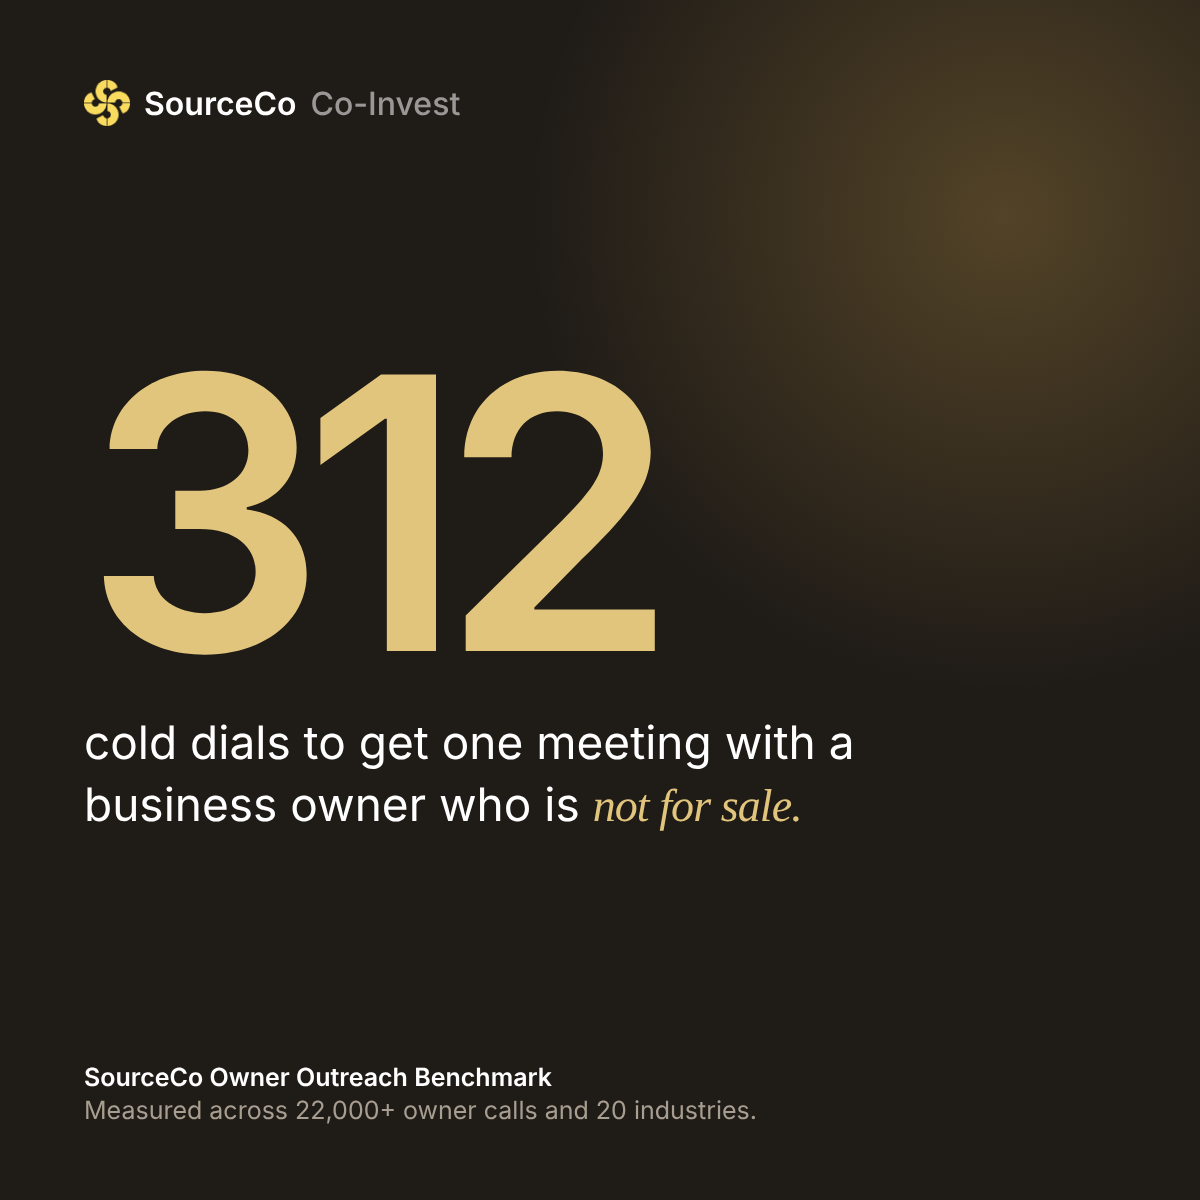 SourceCo Co-Invest
312
cold dials to get one meeting with a
business owner who is not for sale.
SourceCo Owner Outreach Benchmark
Measured across 22,000+ owner calls and 20 industries.